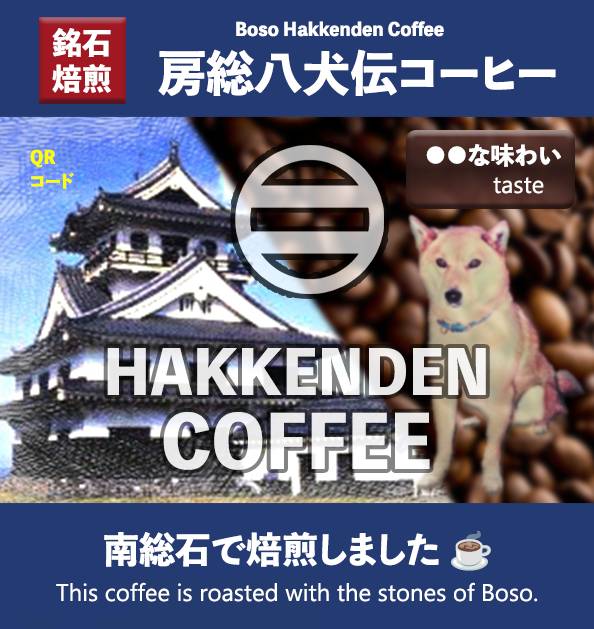 銘石
焙煎
Boso Hakkenden Coffee
房総八犬伝コーヒー
QR
コード
●●な味わい
taste
HAKKENDEN
COFFEE
南総石で焙煎しました
This coffee is roasted with the stones of Boso.